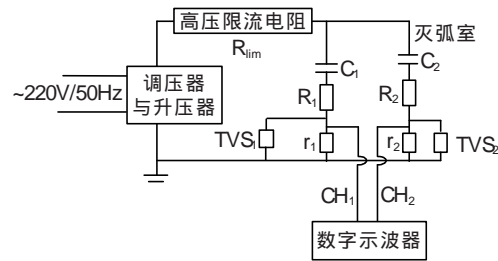 高压限流电阻
Rlim
灭弧室
C1
C2
~220V/50Hz
调压器
与升压器
R1
R2
TVS1
r1
r2
TVS2
CH1
CH2
数字示波器